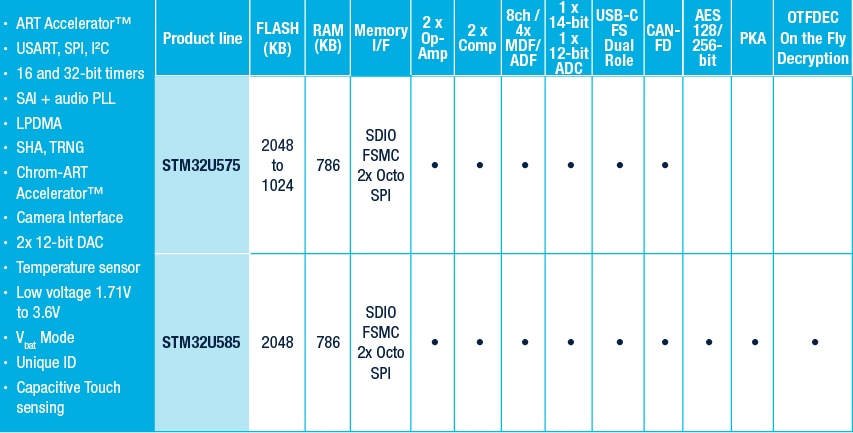 • ART Accelerator™
• USART, SPI, I²C
• 16 and 32-bit timers
• SAI + audio PLL
• LPDMA
• SHA, TRNG
• Chrom-ART
Accelerator™
• Camera Interface
• 2x 12-bit DAC
• Temperature sensor
• Low voltage 1.71V
to 3.6V
• Vbat Mode
• Unique ID
• Capacitive Touch
sensing
Product line
FLASH
(KB)
RAM
(KB)
Memory
I/F
2 x
Op-
Amp
2 x
Comp
8ch /
4x
MDF/
ADF
1 x
14-bit
1 x
12-bit
ADC
USB-C
FS
Dual
Role
CAN-
FD
AES
128/
256-
bit
PKA
OTFDEC
On the Fly
Decryption
STM32U575
2048
to
1024
786
SDIO
FSMC
2x Octo
SPI
• • • • • •
STM32U585
2048
786
SDIO
FSMC
2x Octo
SPI
• • • • • • • • •